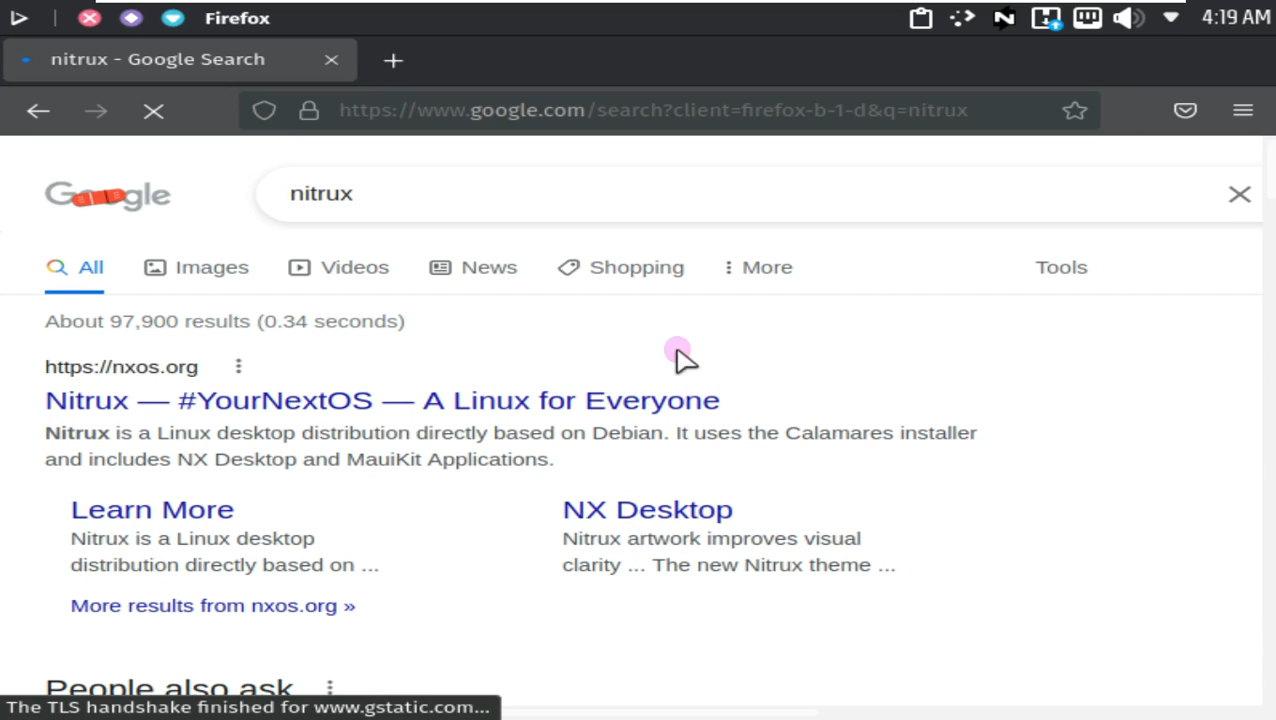 Firefox
4:19 AM
nitrux - Google Search
https://www.google.com/search?client=firefox-b-1-d&q=nitrux
Google
nitrux
All Images Videos News Shopping More Tools
About 97,900 results (0.34 seconds)
https://nxos.org
Nitrux — #YourNextOS — A Linux for Everyone
Nitrux is a Linux desktop distribution directly based on Debian. It uses the Calamares installer
and includes NX Desktop and MauiKit Applications.
Learn More
Nitrux is a Linux desktop
distribution directly based on ...
NX Desktop
Nitrux artwork improves visual
clarity ... The new Nitrux theme ...
More results from nxos.org »
People also ask
The TLS handshake finished for www.gstatic.com...